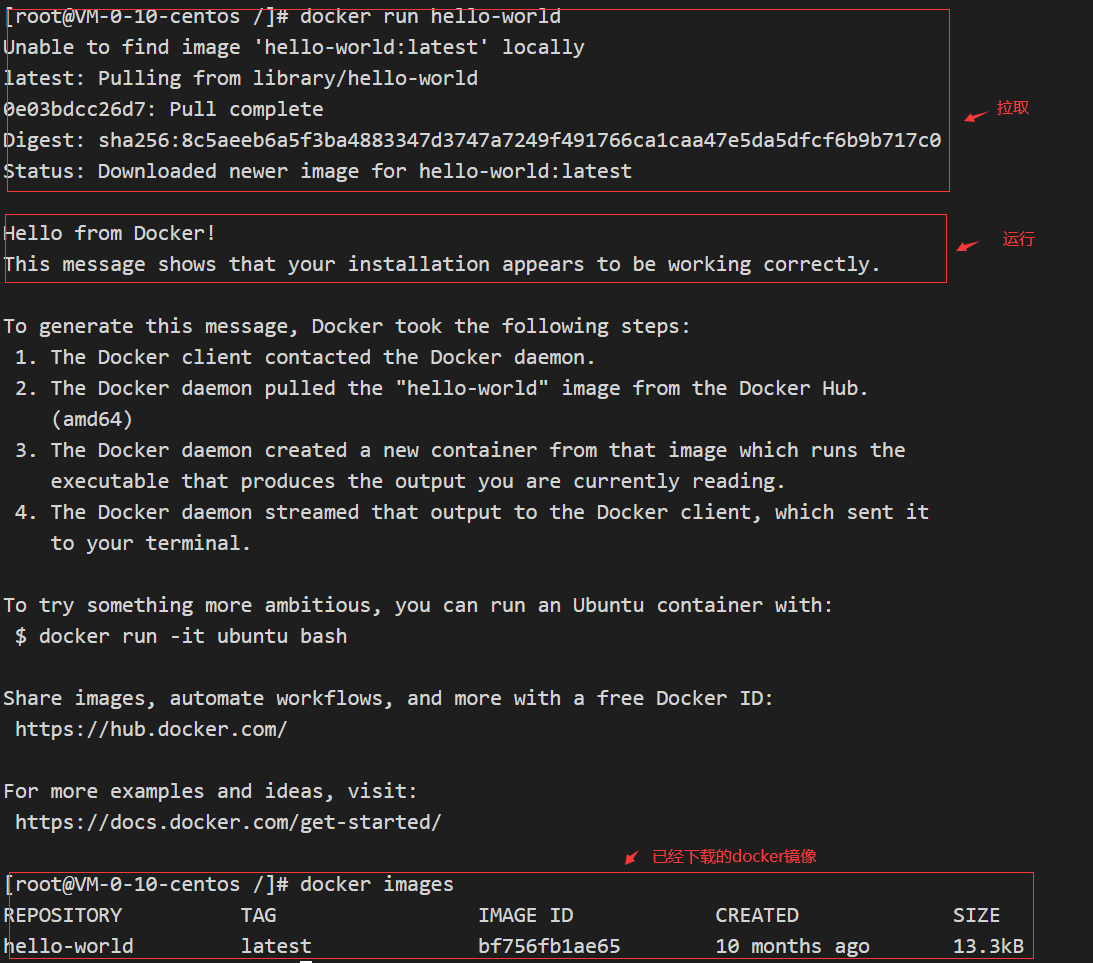 [root@VM-0-10-centos /]# docker run hello-world
Unable to find image 'hello-world:latest' locally
latest: Pulling from library/hello-world
0e03bdcc26d7: Pull complete
拉取
Digest: sha256:8c5aeeb6a5f3ba4883347d3747a7249f491766ca1caa47e5da5dfcf6b9b717c0
Status: Downloaded newer image for hello-world:latest
Hello from Docker!
运行
This message shows that your installation appears to be working correctly.
To generate this message, Docker took the following steps:
1. The Docker client contacted the Docker daemon.
2. The Docker daemon pulled the "hello-world" image from the Docker Hub.
(amd64)
3. The Docker daemon created a new container from that image which runs the
executable that produces the output you are currently reading.
4. The Docker daemon streamed that output to the Docker client, which sent it
to your terminal.
To try something more ambitious, you can run an Ubuntu container with:
$ docker run -it ubuntu bash
Share images, automate workflows, and more with a free Docker ID:
https://hub.docker.com/
For more examples and ideas, visit:
https://docs.docker.com/get-started/
已经下载的docker镜像
[root@VM-0-10-centos /]# docker images
REPOSITORY TAG IMAGE ID CREATED SIZE
hello-world latest bf756fb1ae65 10 months ago 13.3kB